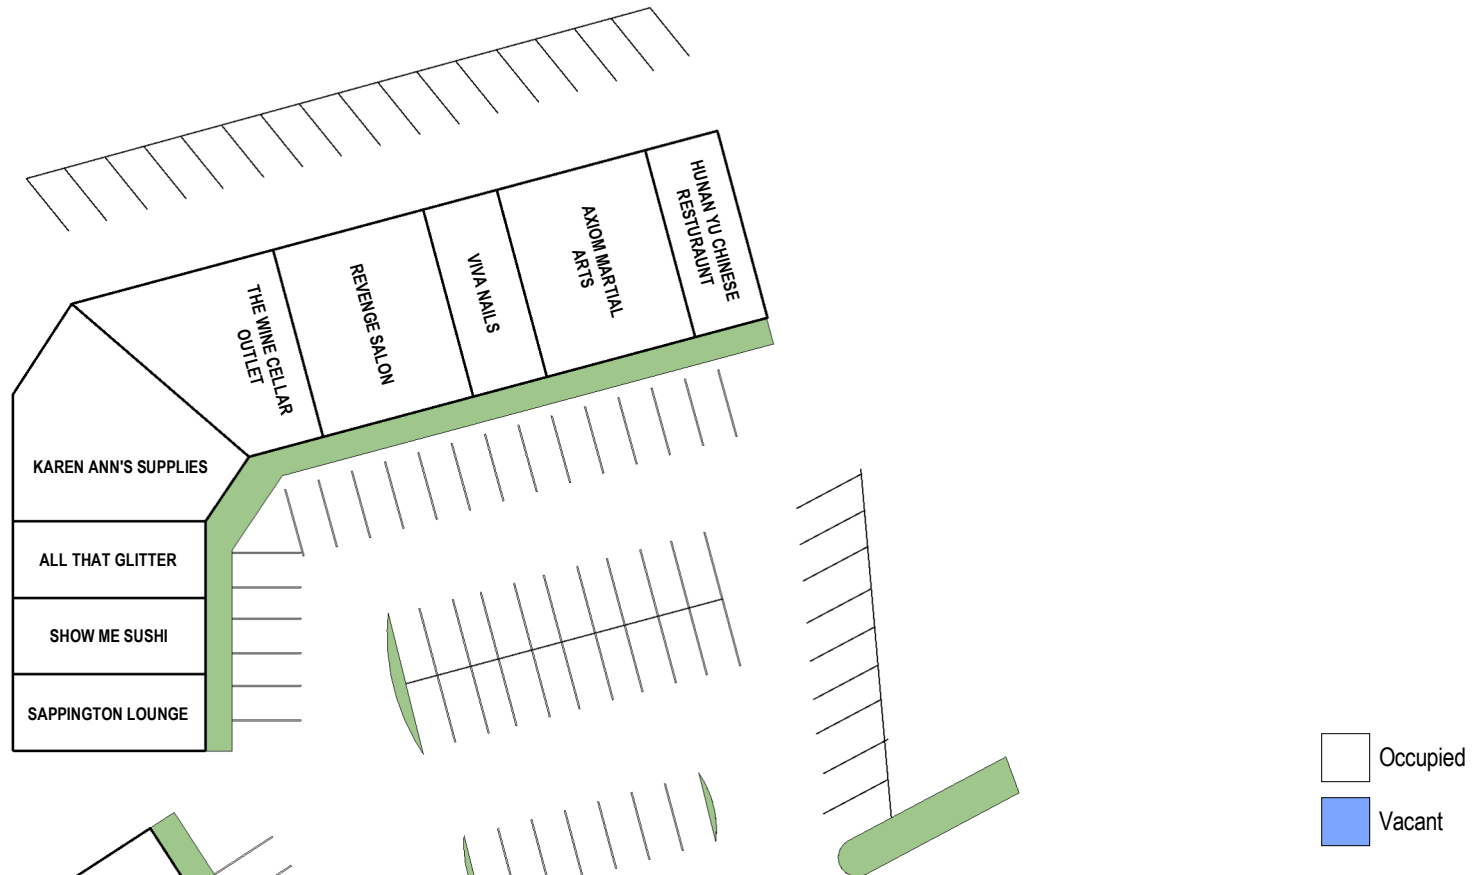 HUNAN YU CHINESE
RESTURAUNT
AXIOM MARTIAL
ARTS
VIVA NAILS
REVENGE SALON
THE WINE CELLAR
OUTLET
KAREN ANN'S SUPPLIES
ALL THAT GLITTER
SHOW ME SUSHI
SAPPINGTON LOUNGE
Occupied
Vacant